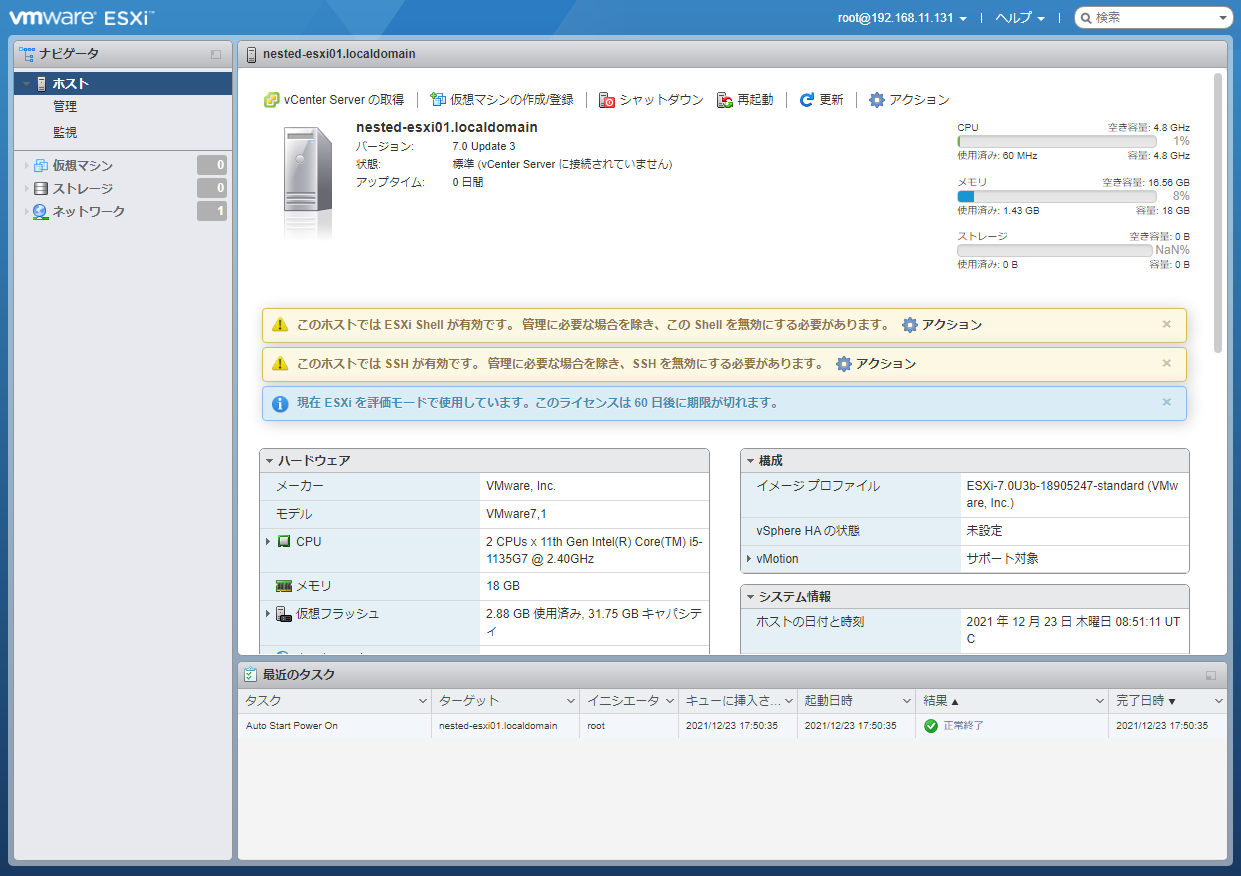 vmware ESXi™
root@192.168.11.131
ヘルプ
検索
ナビゲータ
ホスト
管理
監視
仮想マシン 0
ストレージ 0
ネットワーク 1
nested-esxi01.localdomain
vCenter Server の取得
仮想マシンの作成/登録
シャットダウン
再起動
更新
アクション
nested-esxi01.localdomain
バージョン: 7.0 Update 3
状態: 標準 (vCenter Server に接続されていません)
アップタイム: 0 日間
CPU 空き容量: 4.8 GHz
1%
使用済み: 60 MHz 容量: 4.8 GHz
メモリ 空き容量: 16.56 GB
8%
使用済み: 1.43 GB 容量: 18 GB
ストレージ 空き容量: 0 B
NaN%
使用済み: 0 B 容量: 0 B
このホストでは ESXi Shell が有効です。 管理に必要な場合を除き、この Shell を無効にする必要があります。 アクション
このホストでは SSH が有効です。 管理に必要な場合を除き、SSH を無効にする必要があります。 アクション
現在 ESXi を評価モードで使用しています。このライセンスは 60 日後に期限が切れます。
ハードウェア
メーカー VMware, Inc.
モデル VMware7,1
CPU 2 CPUs x 11th Gen Intel(R) Core(TM) i5-
1135G7 @ 2.40GHz
メモリ 18 GB
仮想フラッシュ 2.88 GB 使用済み, 31.75 GB キャパシテ
ィ
構成
イメージ プロファイル ESXi-7.0U3b-18905247-standard (VMw
are, Inc.)
vSphere HA の状態 未設定
vMotion サポート対象
システム情報
ホストの日付と時刻 2021 年 12 月 23 日 木曜日 08:51:11 UT
C
最近のタスク
タスク ターゲット イニシエータ キューに挿入さ... 起動日時 結果 ▲ 完了日時 ▼
Auto Start Power On nested-esxi01.localdomain root 2021/12/23 17:50:35 2021/12/23 17:50:35 正常終了 2021/12/23 17:50:35